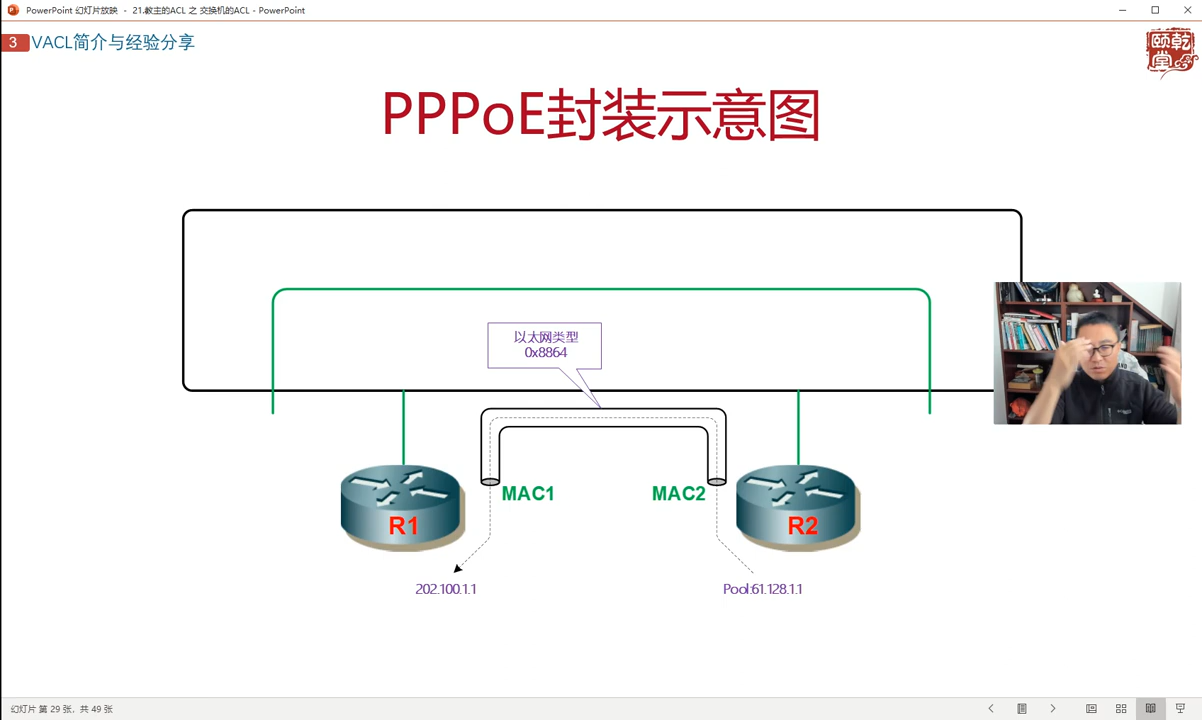 PowerPoint 幻灯片放映 - 21.教主的ACL 之 交换机的ACL - PowerPoint
3 VACL简介与经验分享
颐乾堂
PPPoE封装示意图
以太网类型
0x8864
MAC1
MAC2
R1
R2
202.100.1.1
Pool:61.128.1.1
幻灯片 第 29 张，共 49 张